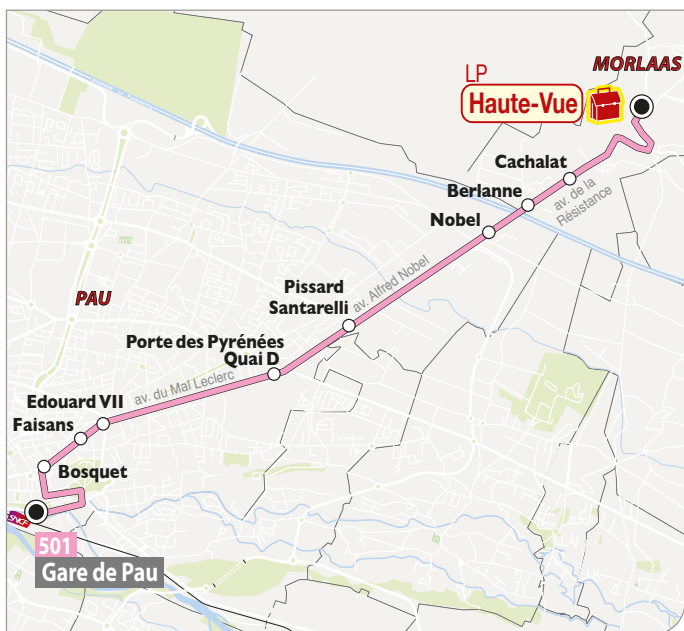 MORLAAS
LP
Haute-Vue
Cachalat
Berlanne
av. de la
Résistance
Nobel
av. Alfred Nobel
Pissard
Santarelli
PAU
Porte des Pyrénées
Quai D
av. du Mal Leclerc
Edouard VII
Faisans
Bosquet
SNCF
501
Gare de Pau